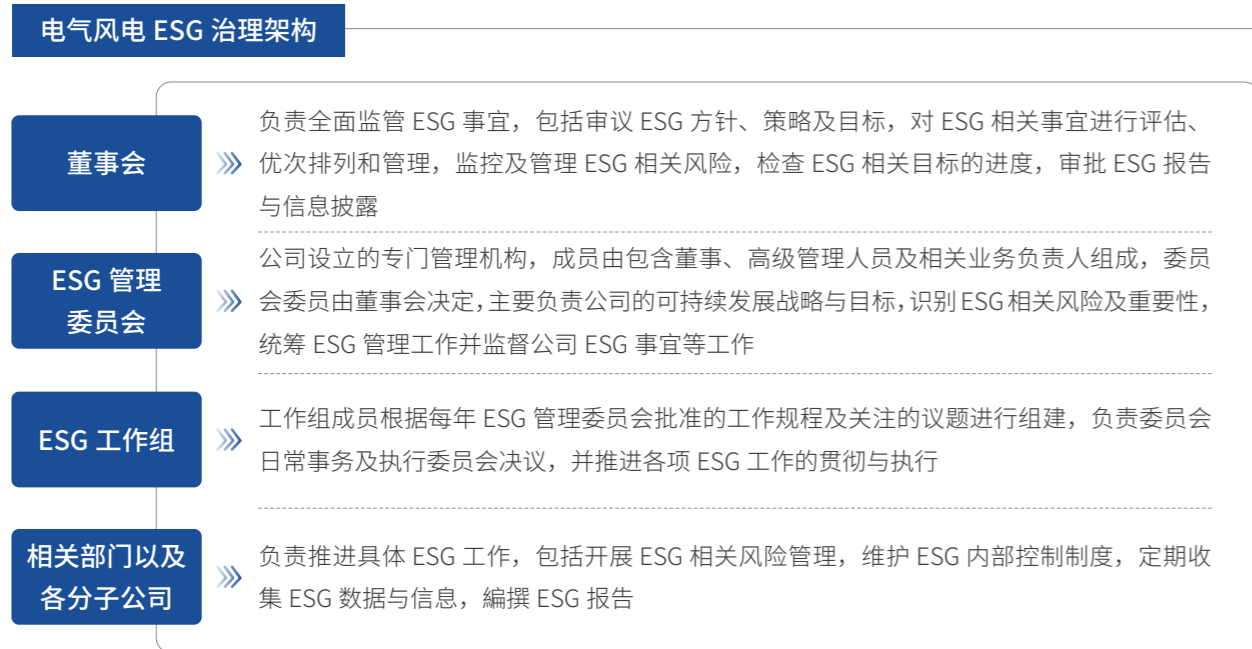 电气风电 ESG 治理架构
董事会
负责全面监管 ESG 事宜，包括审议 ESG 方针、策略及目标，对 ESG 相关事宜进行评估、
优次排列和管理，监控及管理 ESG 相关风险，检查 ESG 相关目标的进度，审批 ESG 报告
与信息披露
ESG 管理
委员会
公司设立的专门管理机构，成员由包含董事、高级管理人员及相关业务负责人组成，委员
会委员由董事会决定，主要负责公司的可持续发展战略与目标，识别 ESG 相关风险及重要性，
统筹 ESG 管理工作并监督公司 ESG 事宜等工作
ESG 工作组
工作组成员根据每年 ESG 管理委员会批准的工作规程及关注的议题进行组建，负责委员会
日常事务及执行委员会决议，并推进各项 ESG 工作的贯彻与执行
相关部门以及
各分子公司
负责推进具体 ESG 工作，包括开展 ESG 相关风险管理，维护 ESG 内部控制制度，定期收
集 ESG 数据与信息，編撰 ESG 报告